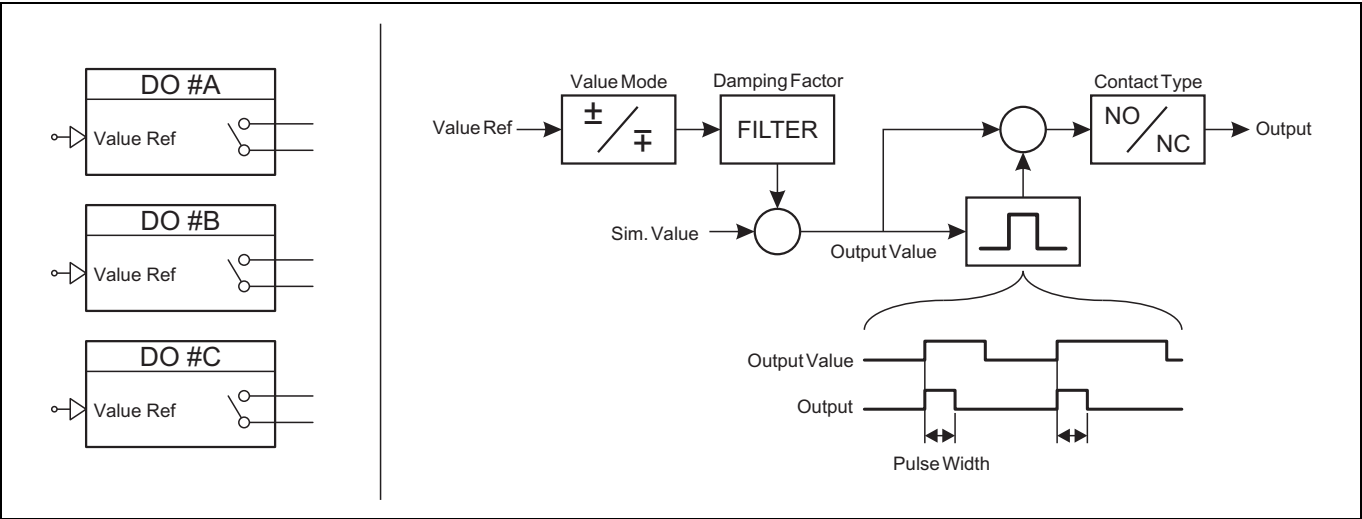 DO #A
Value Ref
DO #B
Value Ref
DO #C
Value Ref
Value Mode
Damping Factor
Contact Type
Value Ref
± / ∓
FILTER
NO / NC
Output
Sim. Value
Output Value
Output Value
Output
Pulse Width